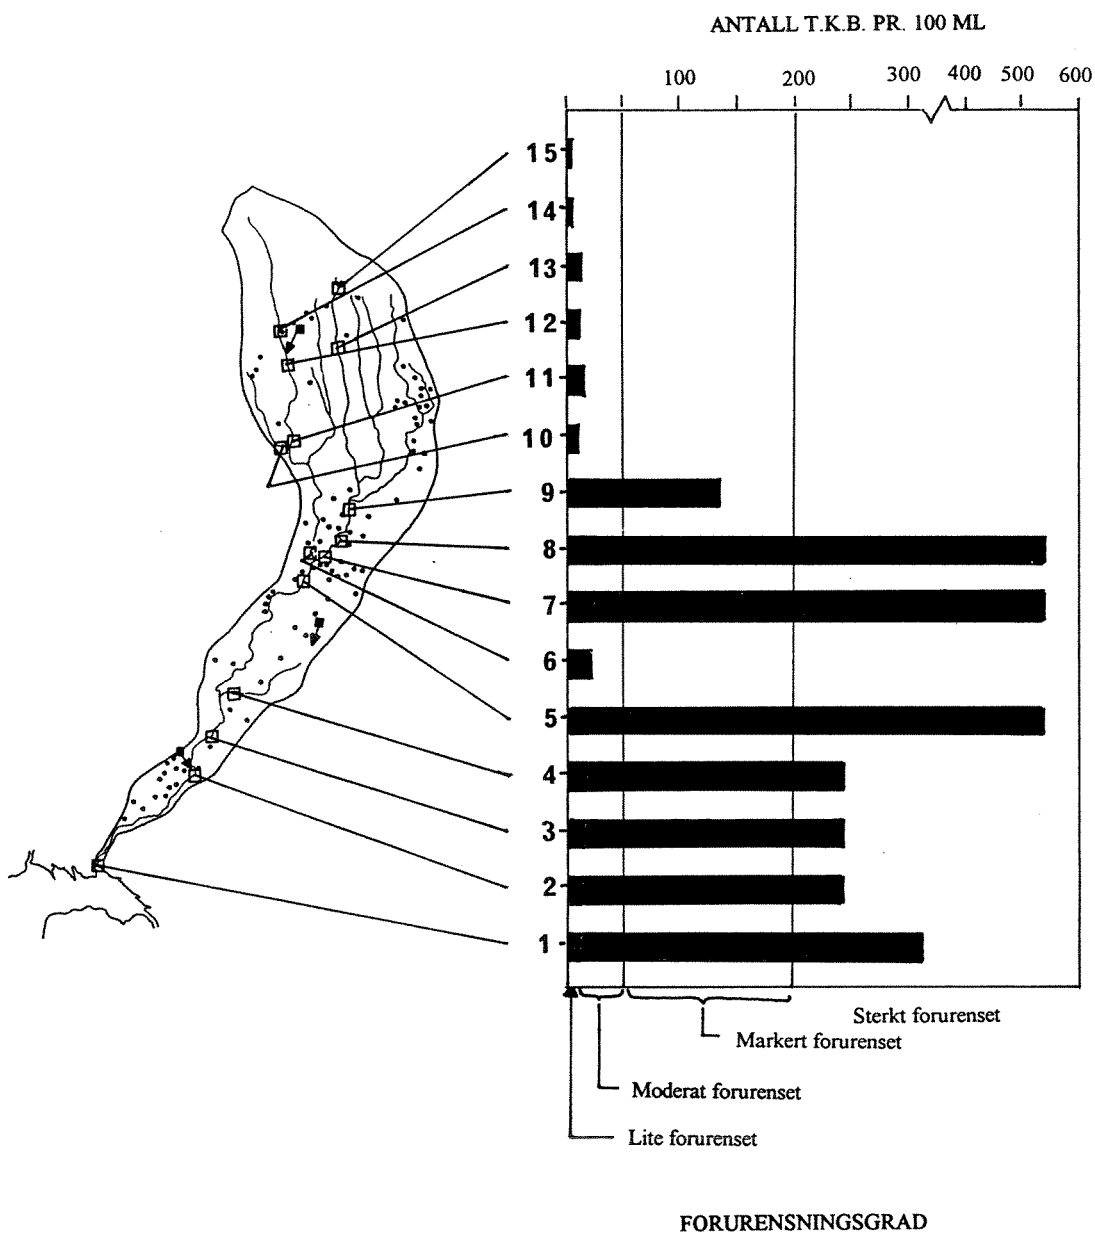 ANTALL T.K.B. PR. 100 ML
100 200 300 400 500 600
15
14
13
12
11
10
9
8
7
6
5
4
3
2
1
Sterkt forurenset
Markert forurenset
Moderat forurenset
Lite forurenset
FORURENSNINGSGRAD